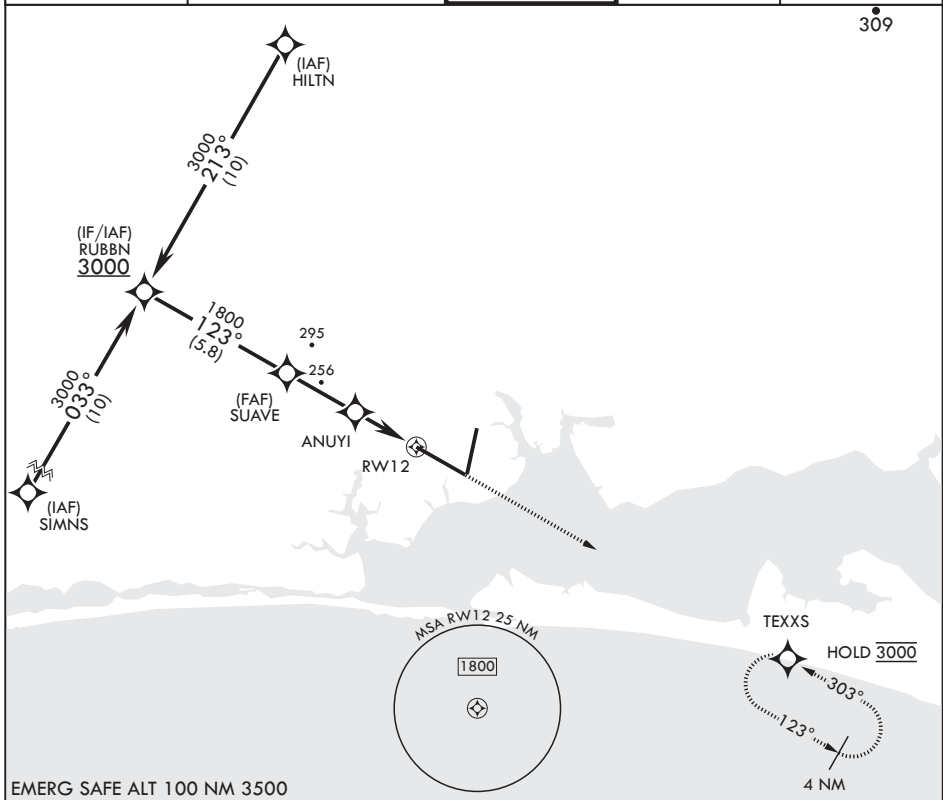 309
(IAF)
HILTN
3000
213°
(10)
(IF/IAF)
RUBBN
3000
1800
123°
(5.8)
295
256
3000
033°
(10)
(FAF)
SUAVE
ANUYI
RW12
(IAF)
SIMNS
MSA RW12 25 NM
1800
TEXXS
HOLD 3000
303°
123°
4 NM
EMERG SAFE ALT 100 NM 3500